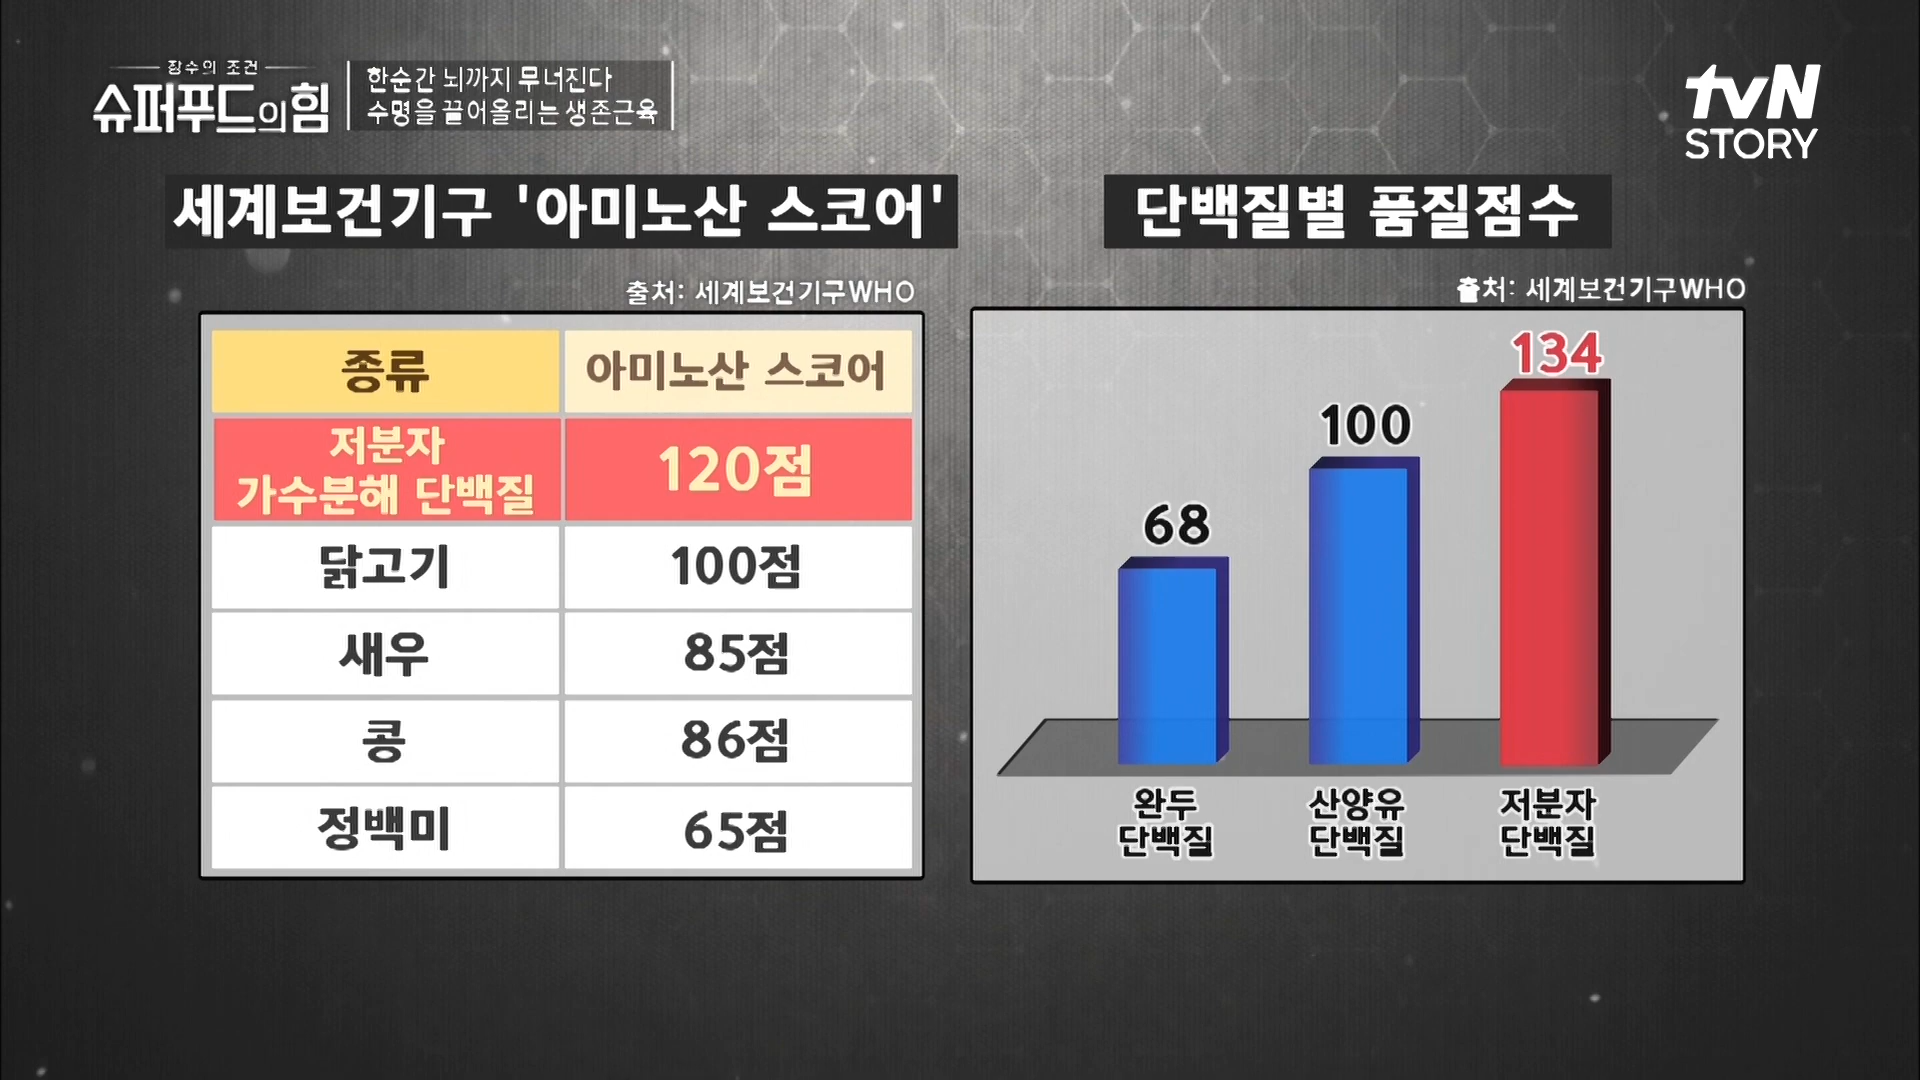 장수의 조건
슈퍼푸드의 힘
한순간 뇌까지 무너진다
수명을 끌어올리는 생존근육
tvN
STORY
세계보건기구 '아미노산 스코어'
출처: 세계보건기구WHO
종류 아미노산 스코어
저분자
가수분해 단백질 120점
닭고기 100점
새우 85점
콩 86점
정백미 65점
단백질별 품질점수
출처: 세계보건기구WHO
68
100
134
완두
단백질
산양유
단백질
저분자
단백질